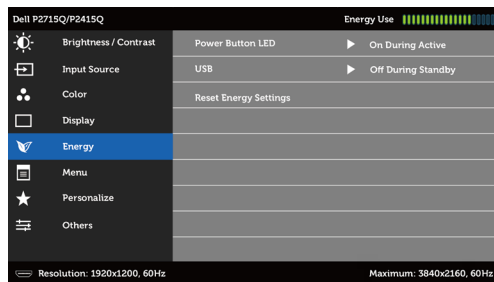 Dell P2715Q/P2415Q Energy Use
Brightness / Contrast Power Button LED On During Active
Input Source USB Off During Standby
Color Reset Energy Settings
Display
Energy
Menu
Personalize
Others
Resolution: 1920x1200, 60Hz Maximum: 3840x2160, 60Hz